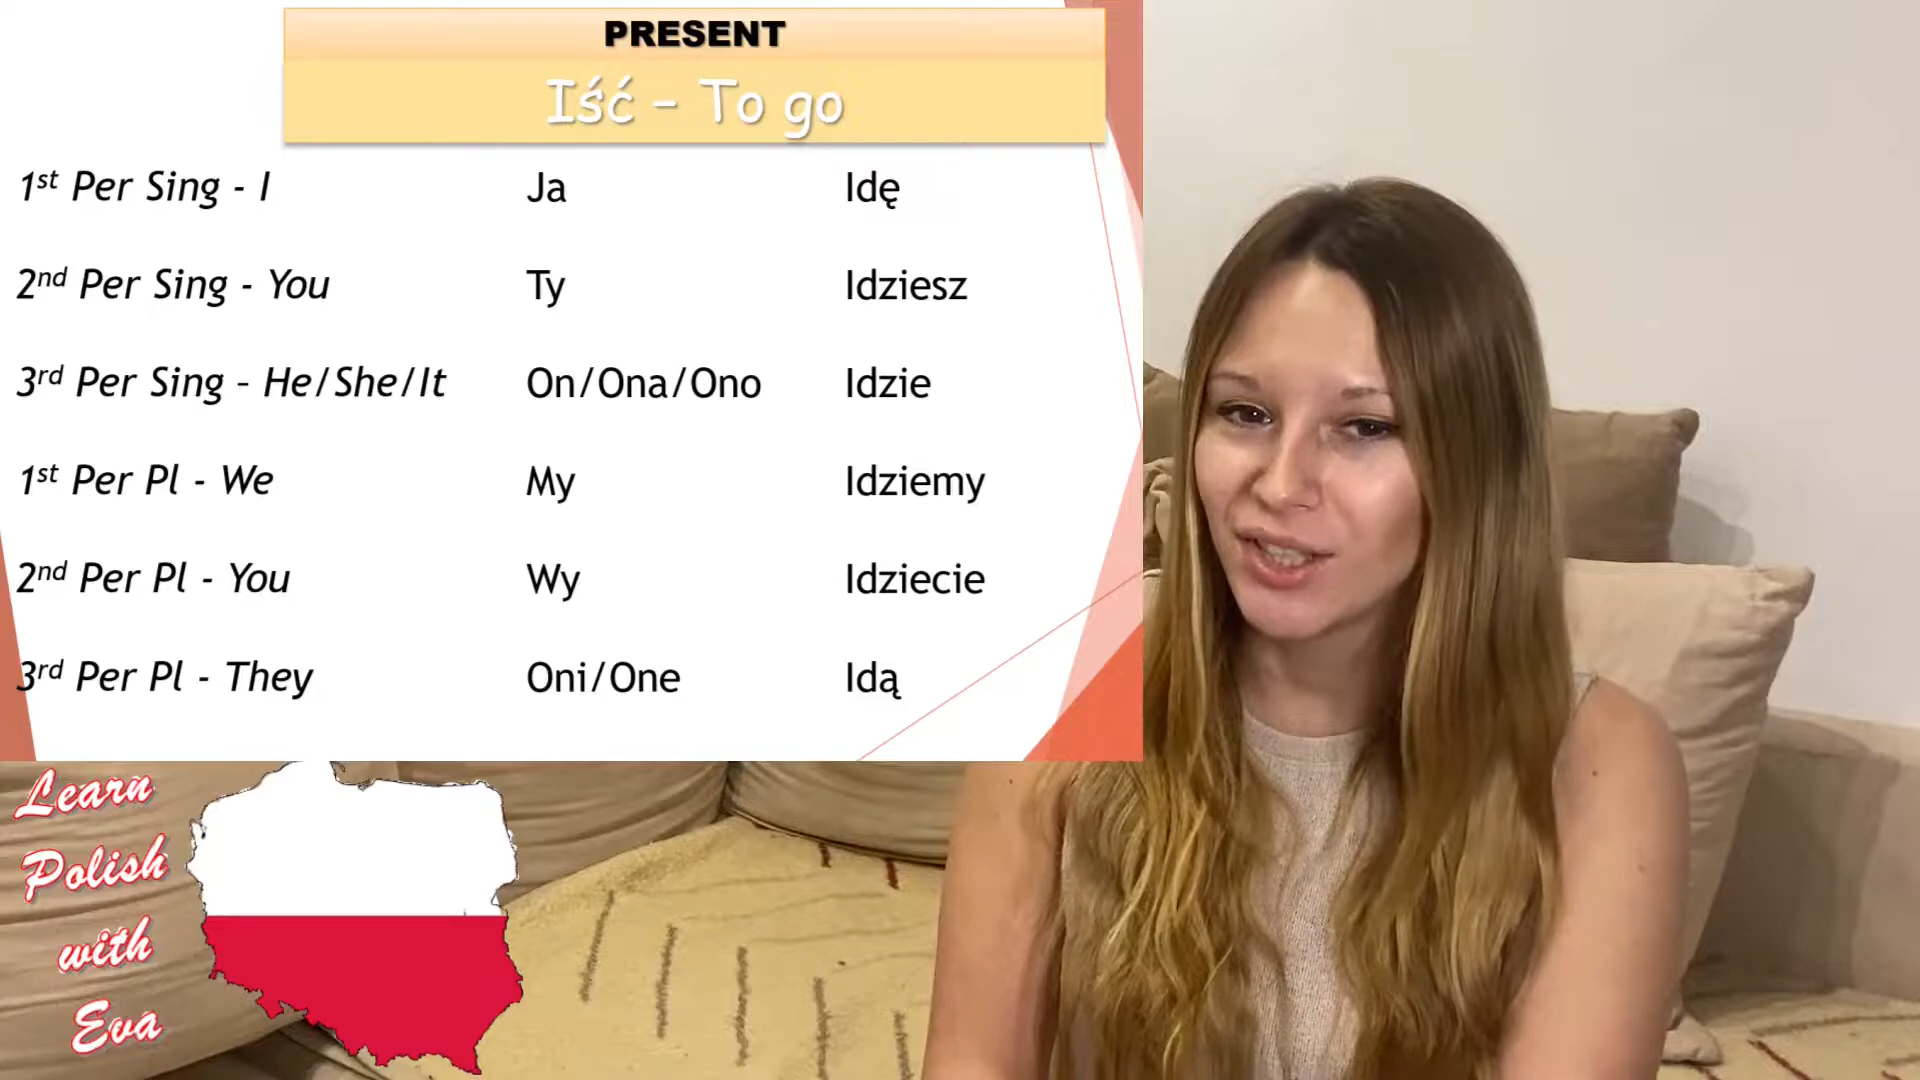 PRESENT
Iść - To go
1st Per Sing - I Ja Idę
2nd Per Sing - You Ty Idziesz
3rd Per Sing – He/She/It On/Ona/Ono Idzie
1st Per Pl - We My Idziemy
2nd Per Pl - You Wy Idziecie
3rd Per Pl - They Oni/One Idą
Learn
Polish
with
Eva